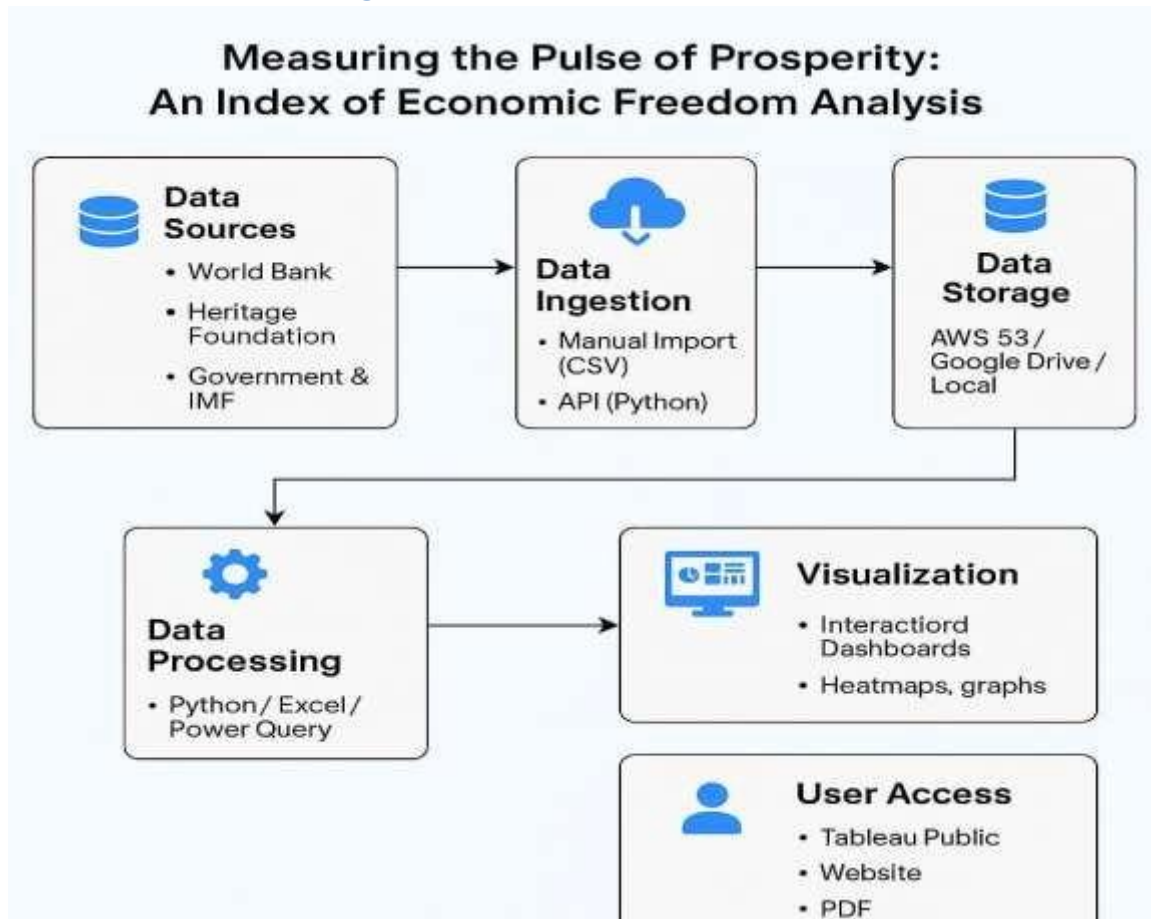 Measuring the Pulse of Prosperity:
An Index of Economic Freedom Analysis
Data
Sources
• World Bank
• Heritage
Foundation
• Government &
IMF
Data
Ingestion
• Manual Import
(CSV)
• API (Python)
Data
Storage
AWS 53 /
Google Drive /
Local
Data
Processing
• Python / Excel /
Power Query
Visualization
• Interactiord
Dashboards
• Heatmaps, graphs
User Access
• Tableau Public
• Website
• PDF